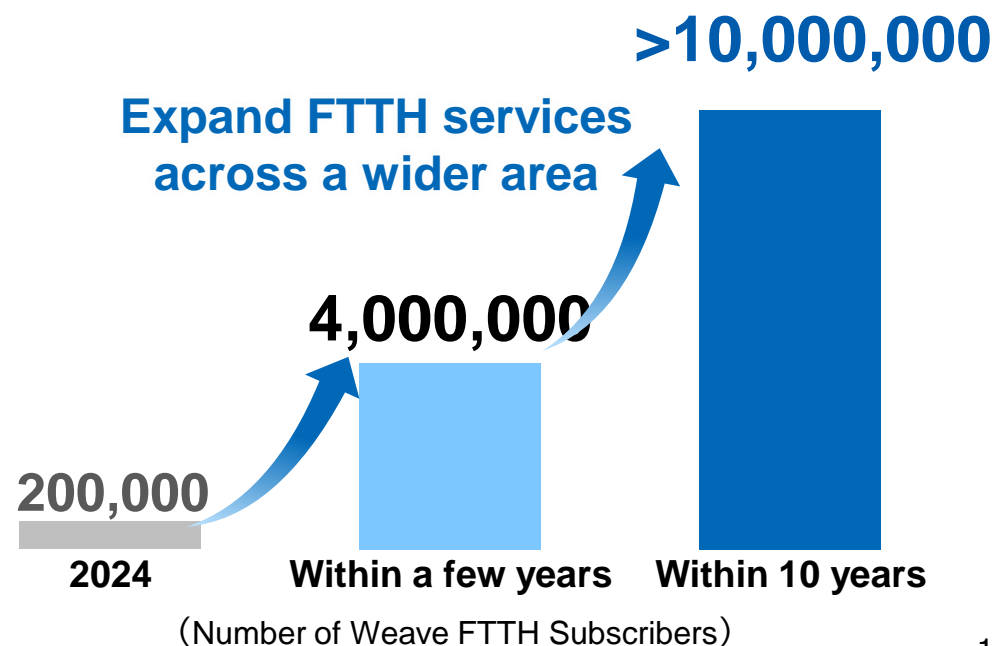 >10,000,000
Expand FTTH services
across a wider area
4,000,000
200,000
2024
Within a few years
Within 10 years
（Number of Weave FTTH Subscribers）